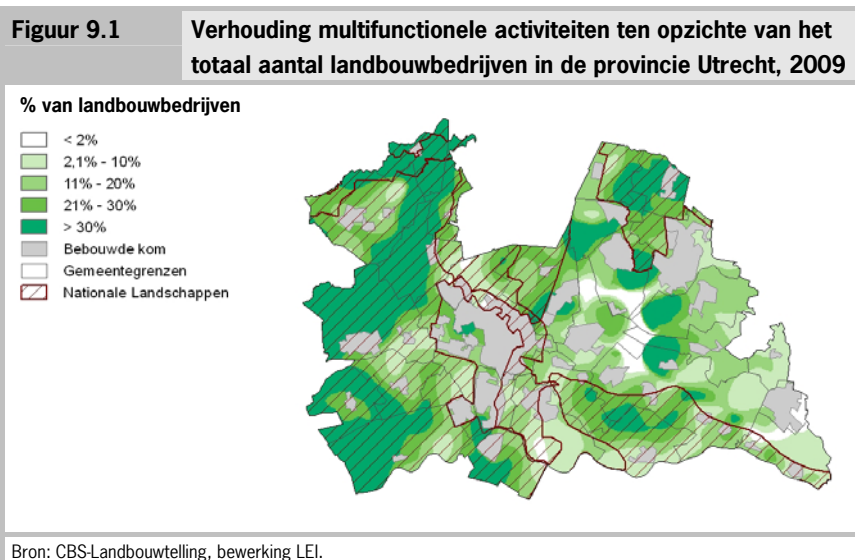 Figuur 9.1
Verhouding multifunctionele activiteiten ten opzichte van het
totaal aantal landbouwbedrijven in de provincie Utrecht, 2009
% van landbouwbedrijven
< 2%
2,1% - 10%
11% - 20%
21% - 30%
> 30%
Bebouwde kom
Gemeentegrenzen
Nationale Landschappen
Bron: CBS-Landbouwtelling, bewerking LEI.